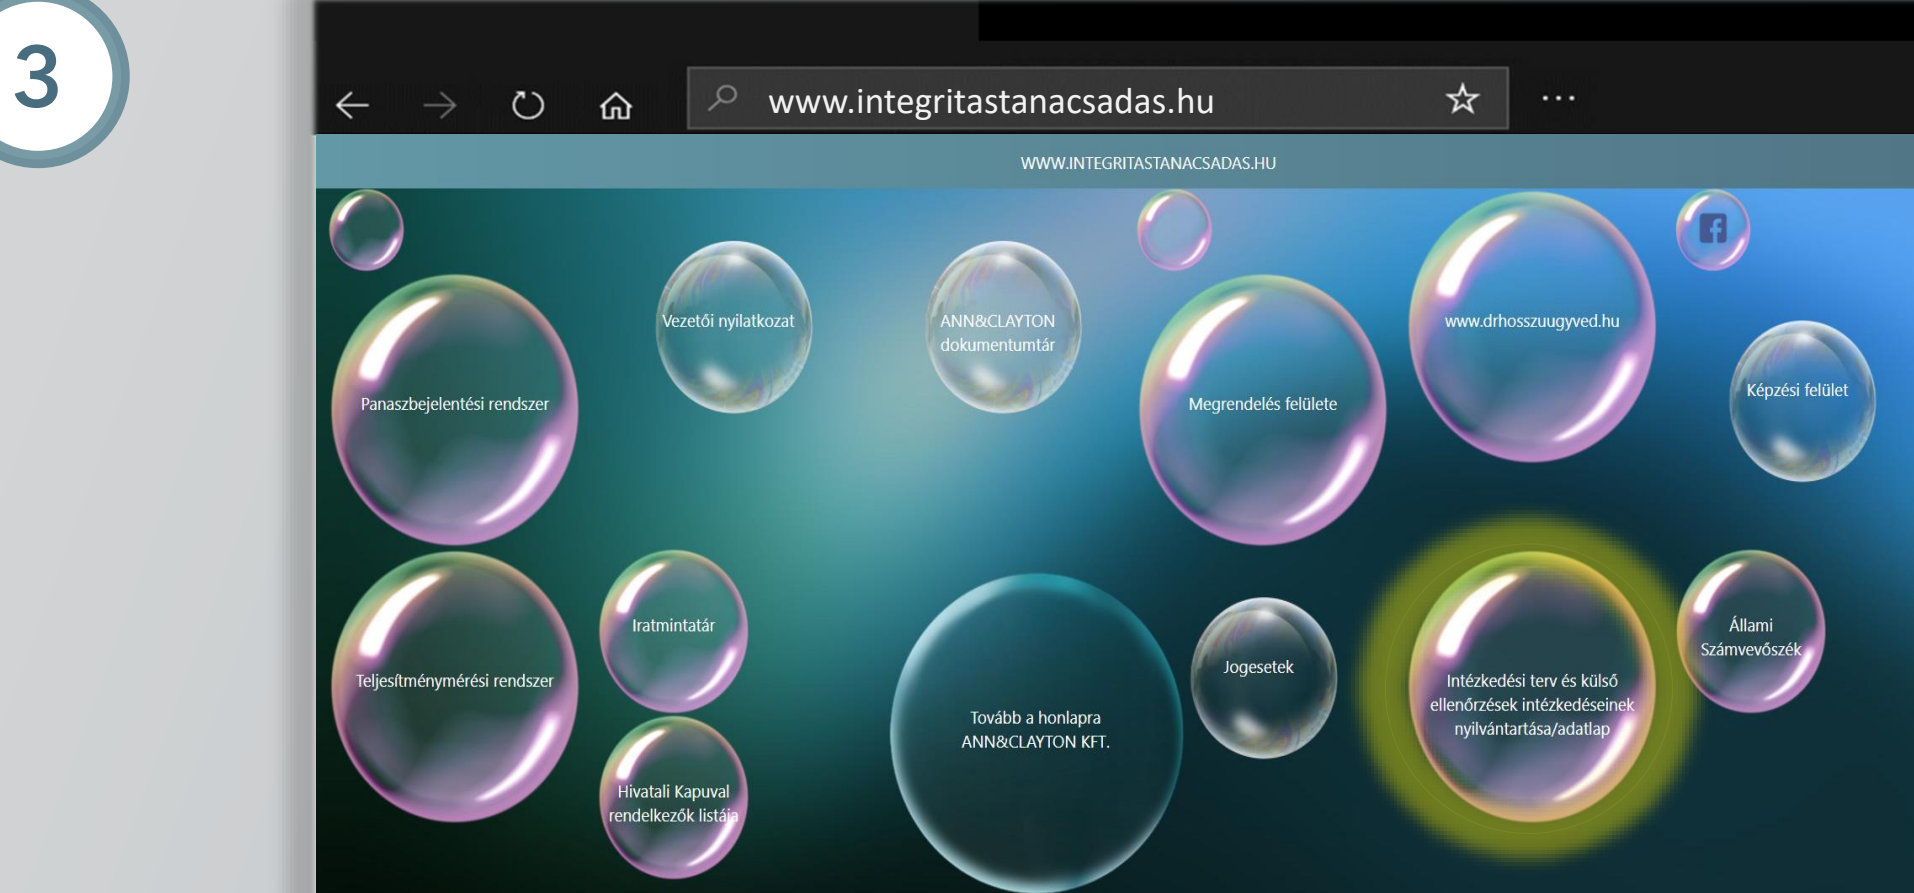 3
www.integritastanacsadas.hu
WWW.INTEGRITASTANACSADAS.HU
Vezetői nyilatkozat
ANN&CLAYTON
dokumentumtár
www.drhosszuugyved.hu
Panaszbejelentési rendszer
Megrendelés felülete
Képzési felület
Teljesítménymérési rendszer
Iratmintatár
Hivatali Kapuval
rendelkezők listája
Tovább a honlapra
ANN&CLAYTON KFT.
Jogesetek
Intézkedési terv és külső
ellenőrzések intézkedéseinek
nyilvántartása/adatlap
Állami
Számvevőszék